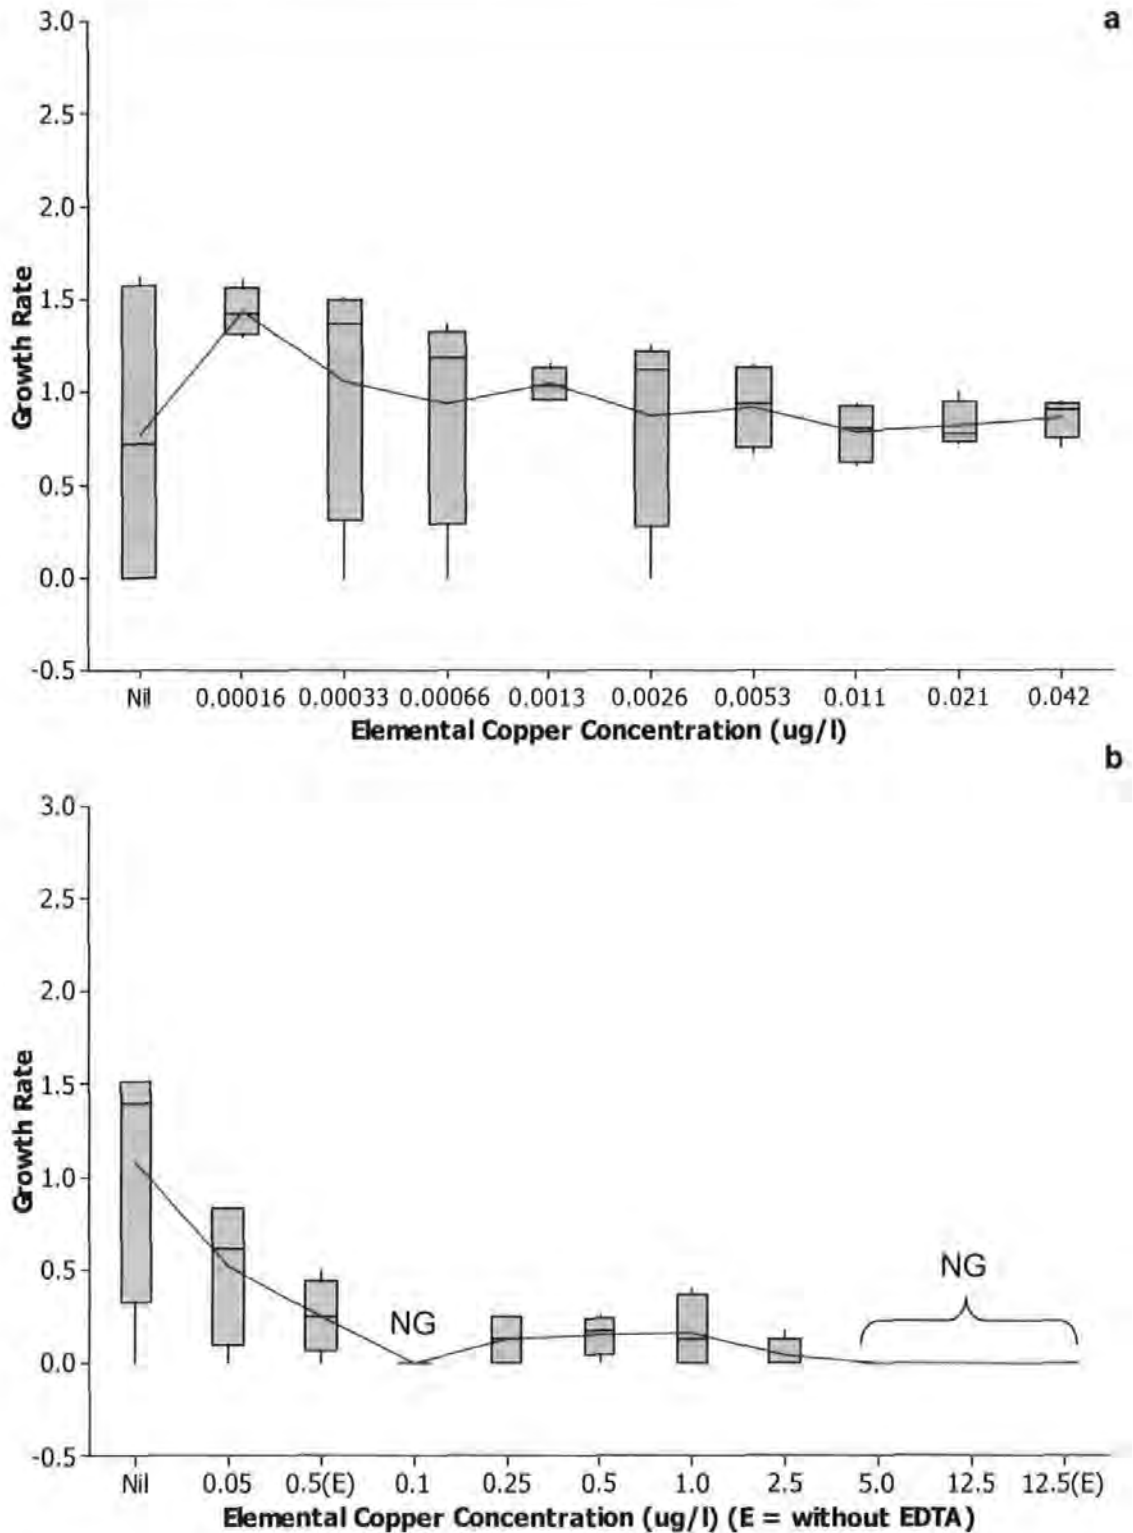 a
3.0
2.5
2.0
1.5
1.0
0.5
0.0
-0.5
Growth Rate
Nil 0.00016 0.00033 0.00066 0.0013 0.0026 0.0053 0.011 0.021 0.042
Elemental Copper Concentration (ug/l)
b
3.0
2.5
2.0
1.5
1.0
0.5
0.0
-0.5
Growth Rate
NG
NG
Nil 0.05 0.5(E) 0.1 0.25 0.5 1.0 2.5 5.0 12.5 12.5(E)
Elemental Copper Concentration (ug/l) (E = without EDTA)